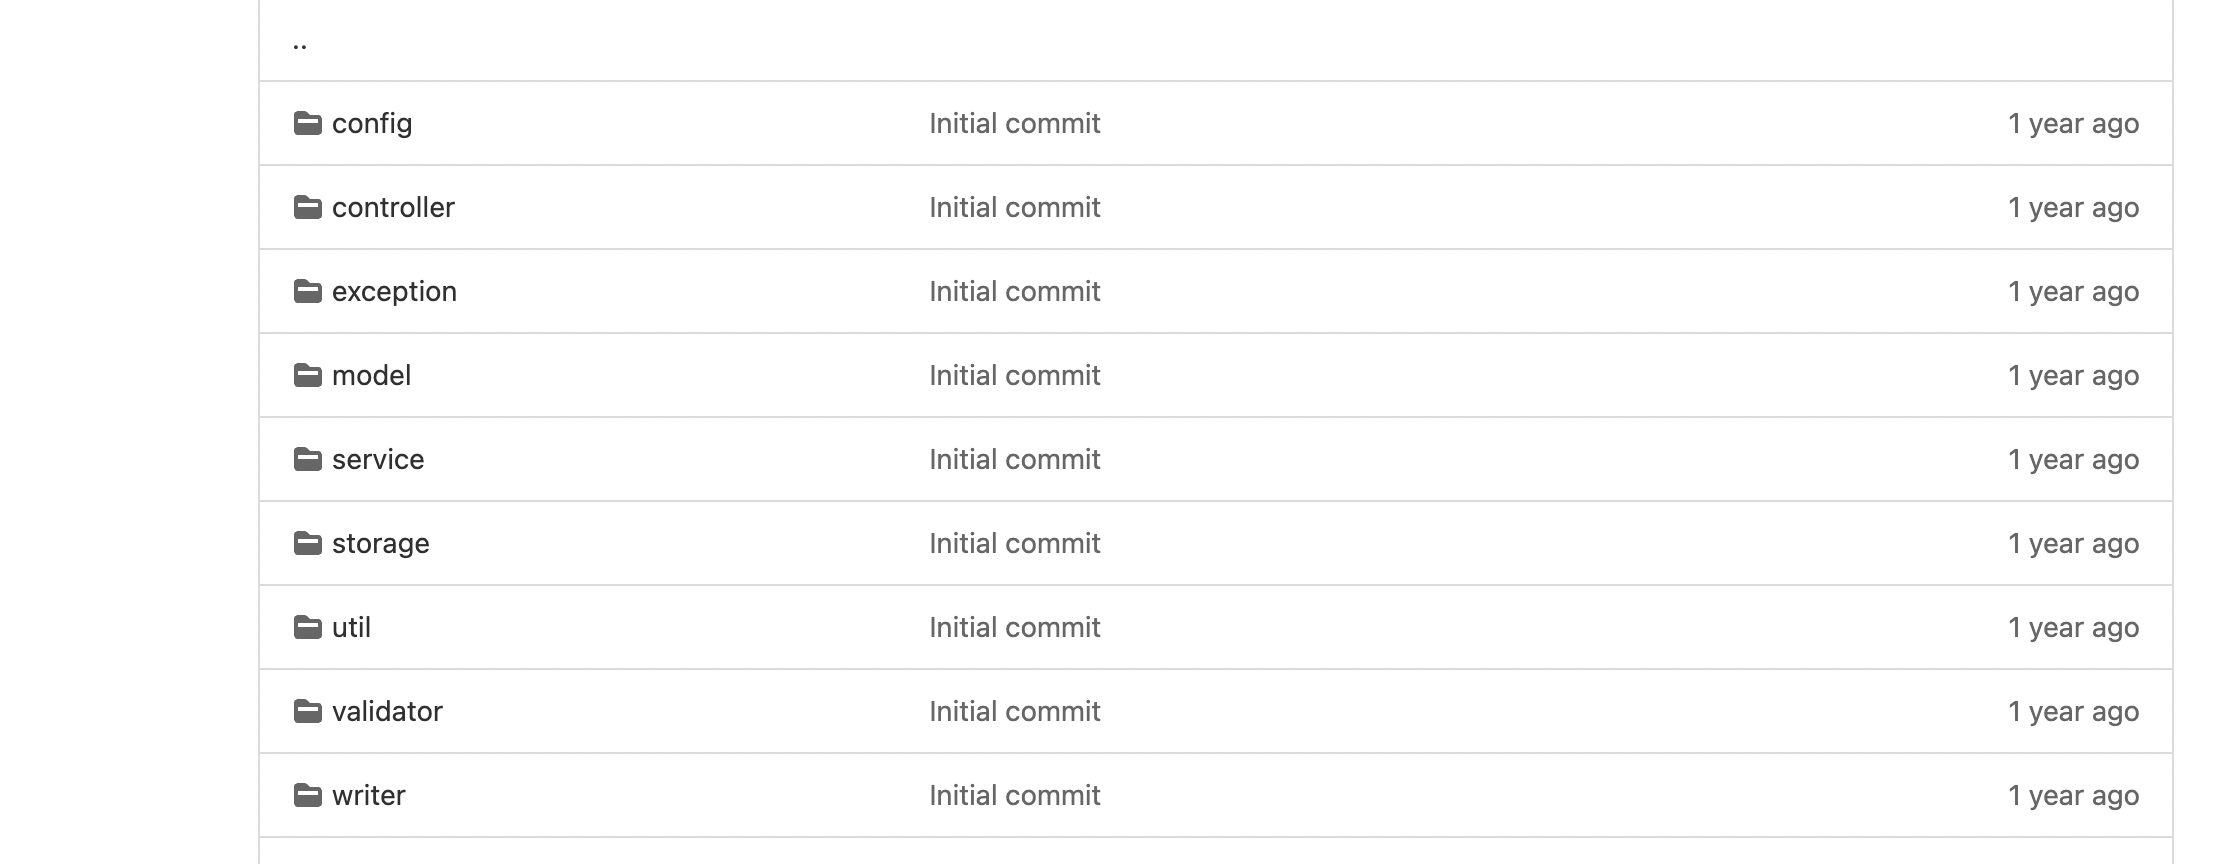 ..
config Initial commit 1 year ago
controller Initial commit 1 year ago
exception Initial commit 1 year ago
model Initial commit 1 year ago
service Initial commit 1 year ago
storage Initial commit 1 year ago
util Initial commit 1 year ago
validator Initial commit 1 year ago
writer Initial commit 1 year ago